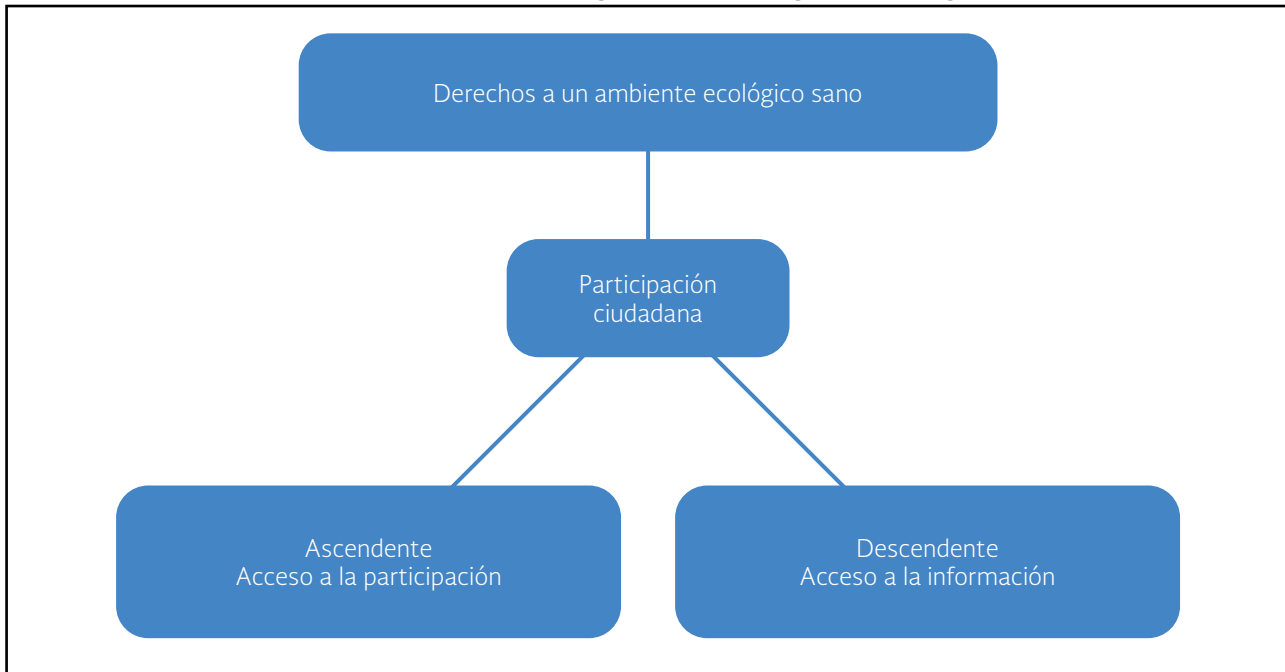 Derechos a un ambiente ecológico sano
Participación
ciudadana
Ascendente
Acceso a la participación
Descendente
Acceso a la información